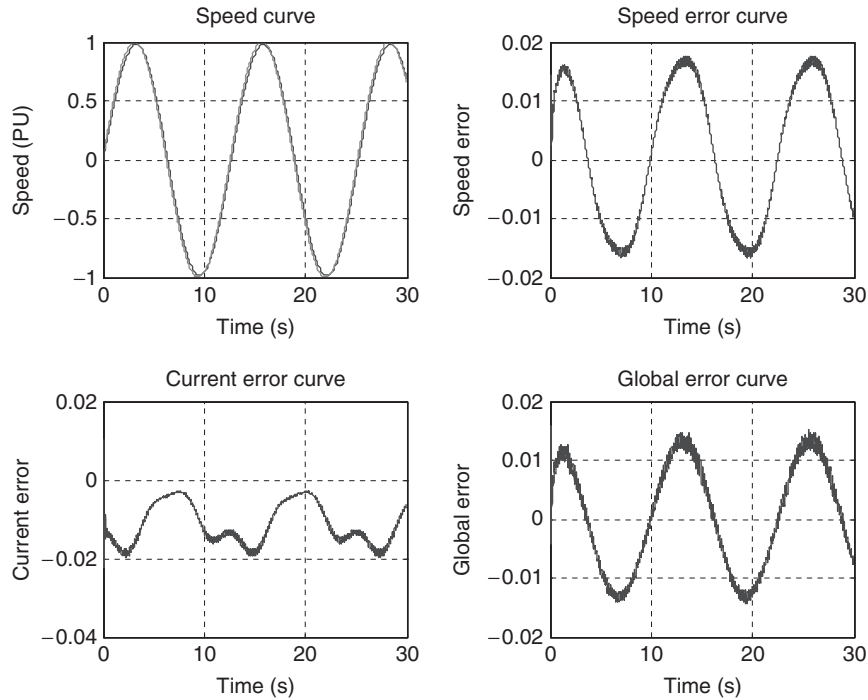 Speed curve
1
0.5
0
−0.5
−1
0 10 20 30
Speed (PU)
Time (s)
Speed error curve
0.02
0.01
0
−0.01
−0.02
0 10 20 30
Speed error
Time (s)
Current error curve
0.02
0
−0.02
−0.04
0 10 20 30
Current error
Time (s)
Global error curve
0.02
0.01
0
−0.01
−0.02
0 10 20 30
Global error
Time (s)